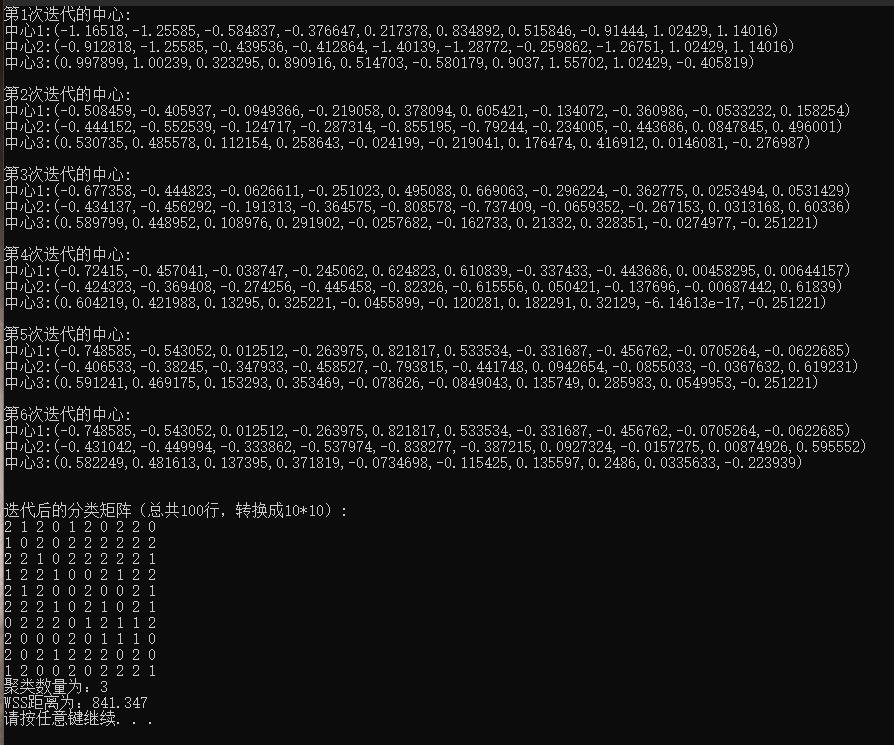 第1次迭代的中心:
中心1:(-1.16518,-1.25585,-0.584837,-0.376647,0.217378,0.834892,0.515846,-0.91444,1.02429,1.14016)
中心2:(-0.912818,-1.25585,-0.439536,-0.412864,-1.40139,-1.28772,-0.259862,-1.26751,1.02429,1.14016)
中心3:(0.997899,1.00239,0.323295,0.890916,0.514703,-0.580179,0.9037,1.55702,1.02429,-0.405819)
第2次迭代的中心:
中心1:(-0.508459,-0.405937,-0.0949366,-0.219058,0.378094,0.605421,-0.134072,-0.360986,-0.0533232,0.158254)
中心2:(-0.444152,-0.552539,-0.124717,-0.287314,-0.855195,-0.79244,-0.234005,-0.443686,0.0847845,0.496001)
中心3:(0.530735,0.485578,0.112154,0.258643,-0.024199,-0.219041,0.176474,0.416912,0.0146081,-0.276987)
第3次迭代的中心:
中心1:(-0.677358,-0.444823,-0.0626611,-0.251023,0.495088,0.669063,-0.296224,-0.362775,0.0253494,0.0531429)
中心2:(-0.434137,-0.456292,-0.191313,-0.364575,-0.808578,-0.737409,-0.0659352,-0.267153,0.0313168,0.60336)
中心3:(0.589799,0.448952,0.108976,0.291902,-0.0257682,-0.162733,0.21332,0.328351,-0.0274977,-0.251221)
第4次迭代的中心:
中心1:(-0.72415,-0.457041,-0.038747,-0.245062,0.624823,0.610839,-0.337433,-0.443686,0.00458295,0.00644157)
中心2:(-0.424323,-0.369408,-0.274256,-0.445458,-0.82326,-0.615556,0.050421,-0.137696,-0.00687442,0.61839)
中心3:(0.604219,0.421988,0.13295,0.325221,-0.0455899,-0.120281,0.182291,0.32129,-6.14613e-17,-0.251221)
第5次迭代的中心:
中心1:(-0.748585,-0.543052,0.012512,-0.263975,0.821817,0.533534,-0.331687,-0.456762,-0.0705264,-0.0622685)
中心2:(-0.406533,-0.38245,-0.347933,-0.458527,-0.793815,-0.441748,0.0942654,-0.0855033,-0.0367632,0.619231)
中心3:(0.591241,0.469175,0.153293,0.353469,-0.078626,-0.0849043,0.135749,0.285983,0.0549953,-0.251221)
第6次迭代的中心:
中心1:(-0.748585,-0.543052,0.012512,-0.263975,0.821817,0.533534,-0.331687,-0.456762,-0.0705264,-0.0622685)
中心2:(-0.431042,-0.449994,-0.333862,-0.537974,-0.838277,-0.387215,0.0927324,-0.0157275,0.00874926,0.595552)
中心3:(0.582249,0.481613,0.137395,0.371819,-0.0734698,-0.115425,0.135597,0.2486,0.0335633,-0.223939)
迭代后的分类矩阵（总共100行，转换成10*10）:
2 1 2 0 1 2 0 2 2 0
1 0 2 0 2 2 2 2 2 2
2 2 1 0 2 2 2 2 2 1
1 2 2 1 0 0 2 1 2 2
2 1 2 0 0 2 0 0 2 1
2 2 2 1 0 2 1 0 2 1
0 2 2 2 0 1 2 1 1 2
2 0 0 0 2 0 1 1 1 0
2 0 2 1 2 2 2 0 2 0
1 2 0 0 2 0 2 2 2 1
聚类数量为: 3
WSS距离为: 841.347
请按任意键继续. . .